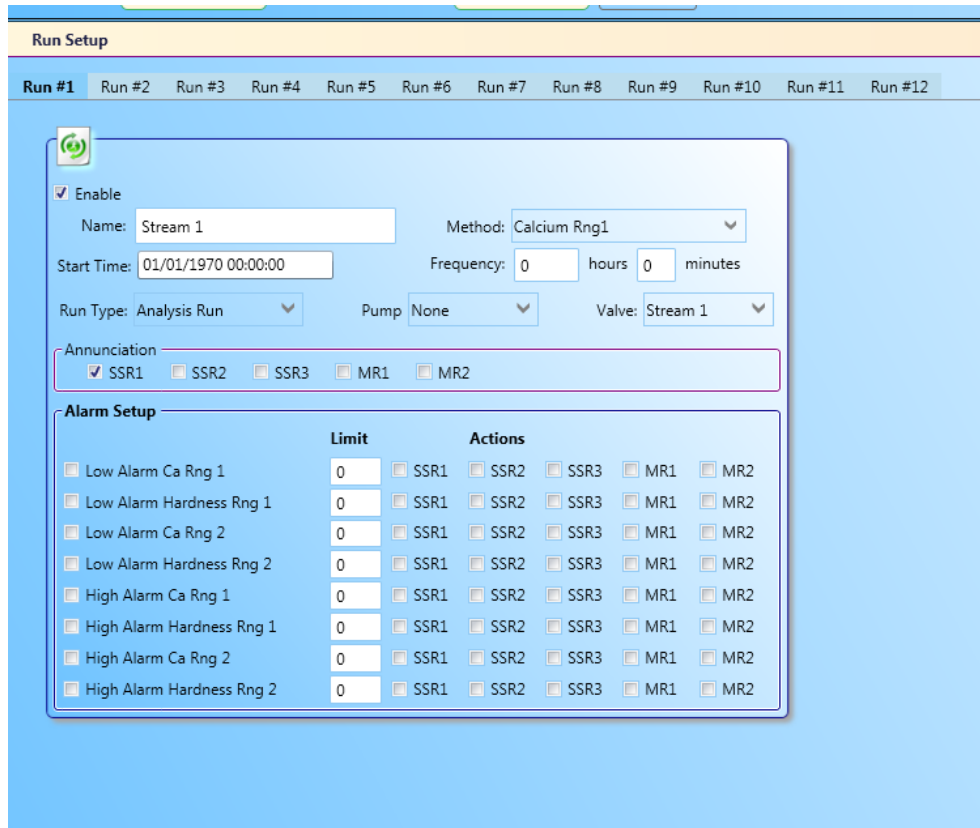 Run Setup
Run #1 Run #2 Run #3 Run #4 Run #5 Run #6 Run #7 Run #8 Run #9 Run #10 Run #11 Run #12
Enable
Name: Stream 1 Method: Calcium Rng1
Start Time: 01/01/1970 00:00:00 Frequency: 0 hours 0 minutes
Run Type: Analysis Run Pump None Valve: Stream 1
Annunciation
SSR1 SSR2 SSR3 MR1 MR2
Alarm Setup
Limit Actions
Low Alarm Ca Rng 1 0 SSR1 SSR2 SSR3 MR1 MR2
Low Alarm Hardness Rng 1 0 SSR1 SSR2 SSR3 MR1 MR2
Low Alarm Ca Rng 2 0 SSR1 SSR2 SSR3 MR1 MR2
Low Alarm Hardness Rng 2 0 SSR1 SSR2 SSR3 MR1 MR2
High Alarm Ca Rng 1 0 SSR1 SSR2 SSR3 MR1 MR2
High Alarm Hardness Rng 1 0 SSR1 SSR2 SSR3 MR1 MR2
High Alarm Ca Rng 2 0 SSR1 SSR2 SSR3 MR1 MR2
High Alarm Hardness Rng 2 0 SSR1 SSR2 SSR3 MR1 MR2